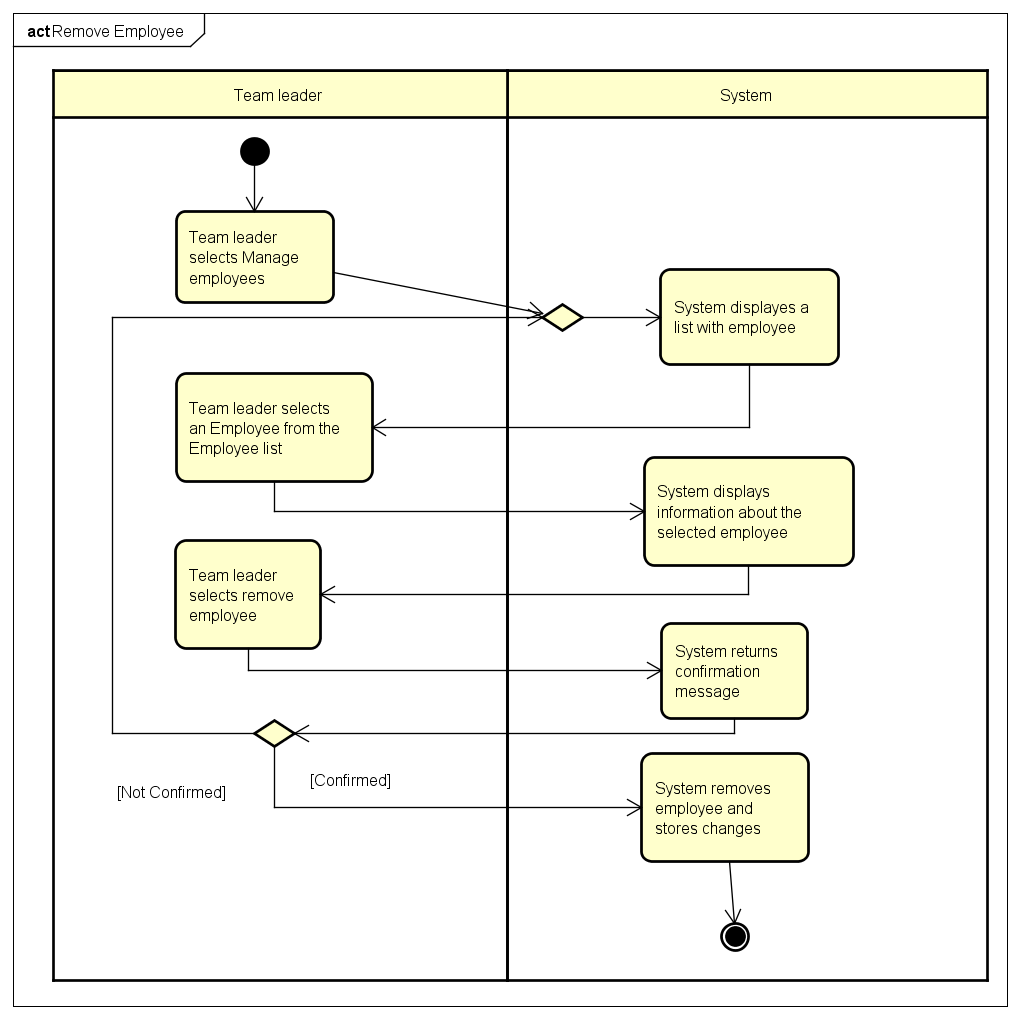 act Remove Employee
Team leader
System
Team leader
selects Manage
employees
System displayes a
list with employee
Team leader selects
an Employee from the
Employee list
System displays
information about the
selected employee
Team leader
selects remove
employee
System returns
confirmation
message
[Confirmed]
[Not Confirmed]
System removes
employee and
stores changes